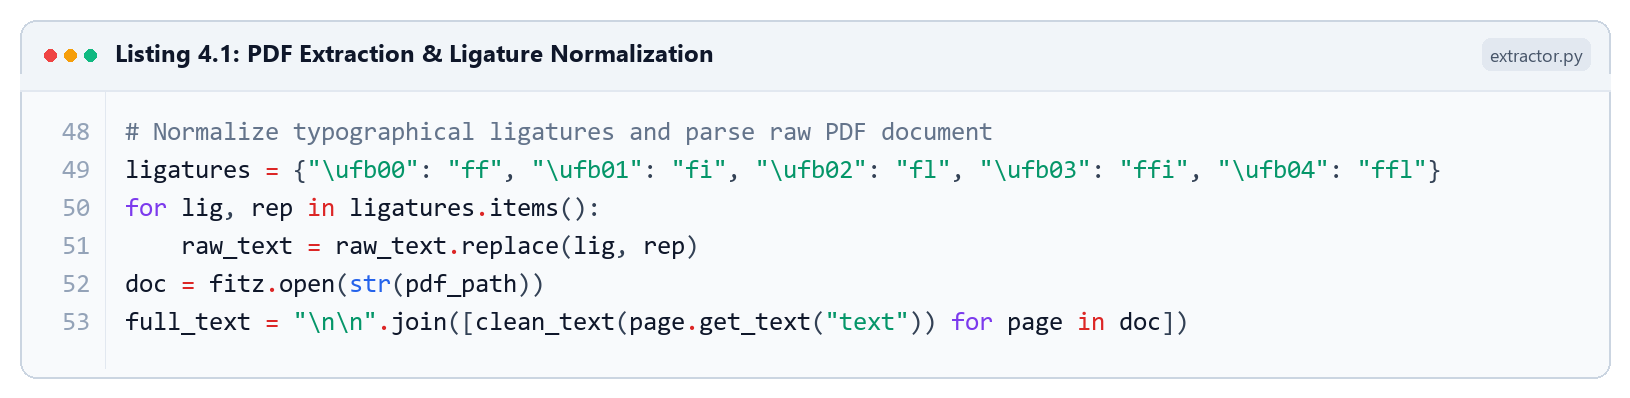 Listing 4.1: PDF Extraction & Ligature Normalization
extractor.py
48 # Normalize typographical ligatures and parse raw PDF document
49 ligatures = {"\ufb00": "ff", "\ufb01": "fi", "\ufb02": "fl", "\ufb03": "ffi", "\ufb04": "ffl"}
50 for lig, rep in ligatures.items():
51     raw_text = raw_text.replace(lig, rep)
52 doc = fitz.open(str(pdf_path))
53 full_text = "\n\n".join([clean_text(page.get_text("text")) for page in doc])